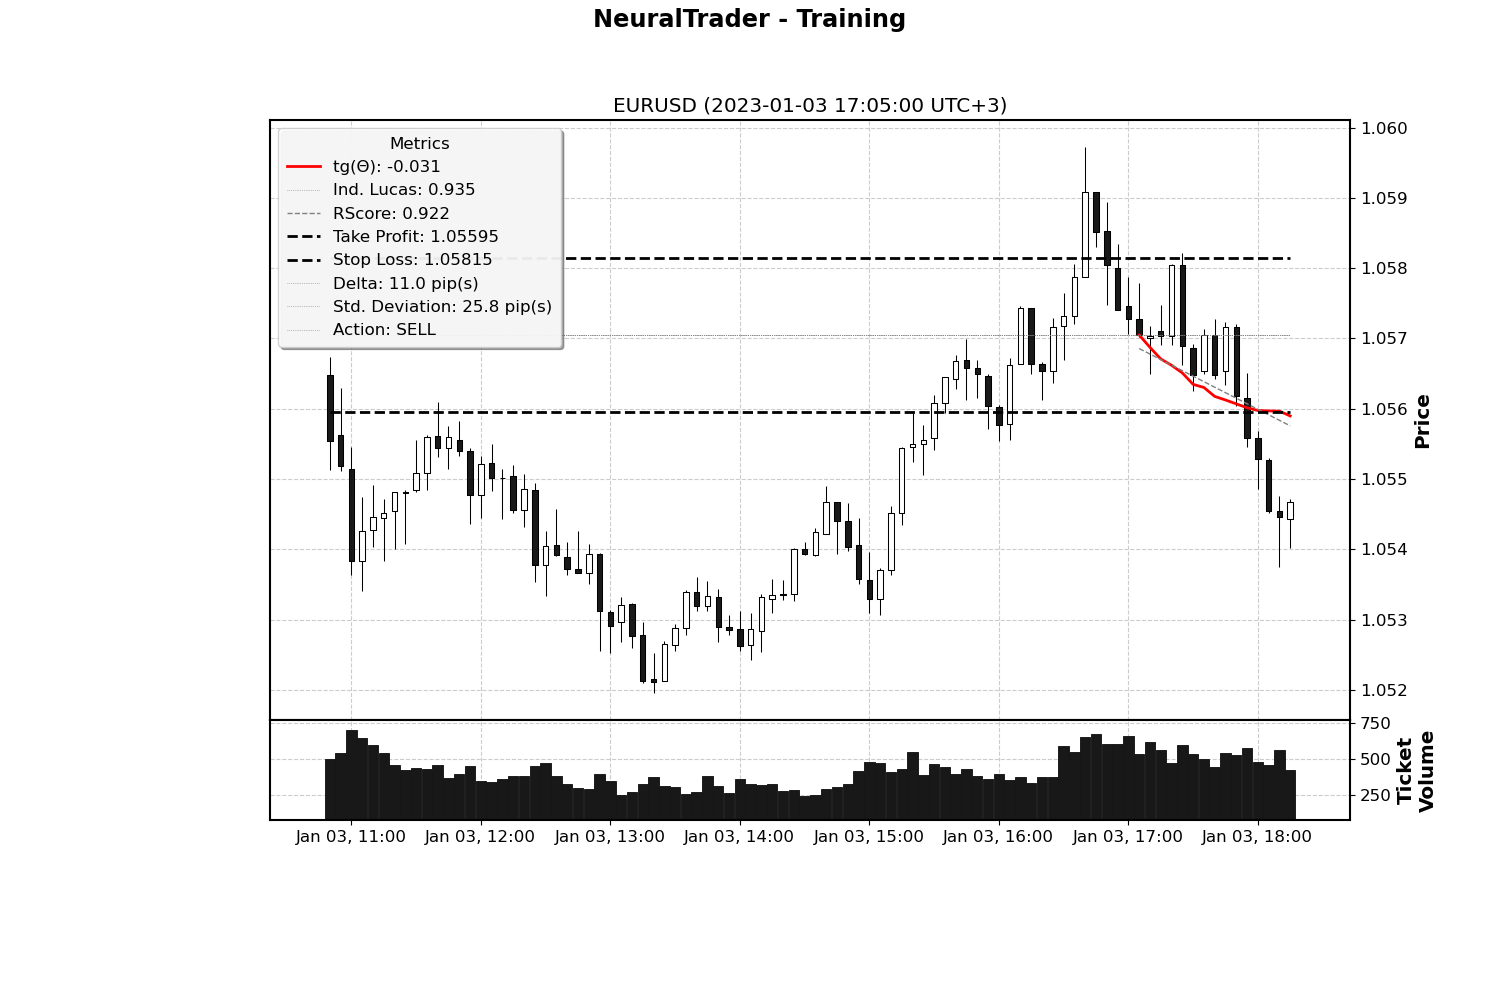 NeuralTrader - Training
EURUSD (2023-01-03 17:05:00 UTC+3)
Metrics
tg(Θ): -0.031
Ind. Lucas: 0.935
RScore: 0.922
Take Profit: 1.05595
Stop Loss: 1.05815
Delta: 11.0 pip(s)
Std. Deviation: 25.8 pip(s)
Action: SELL
1.060
1.059
1.058
1.057
1.056
1.055
1.054
1.053
1.052
Price
750
500
250
Ticket
Volume
Jan 03, 11:00 Jan 03, 12:00 Jan 03, 13:00 Jan 03, 14:00 Jan 03, 15:00 Jan 03, 16:00 Jan 03, 17:00 Jan 03, 18:00